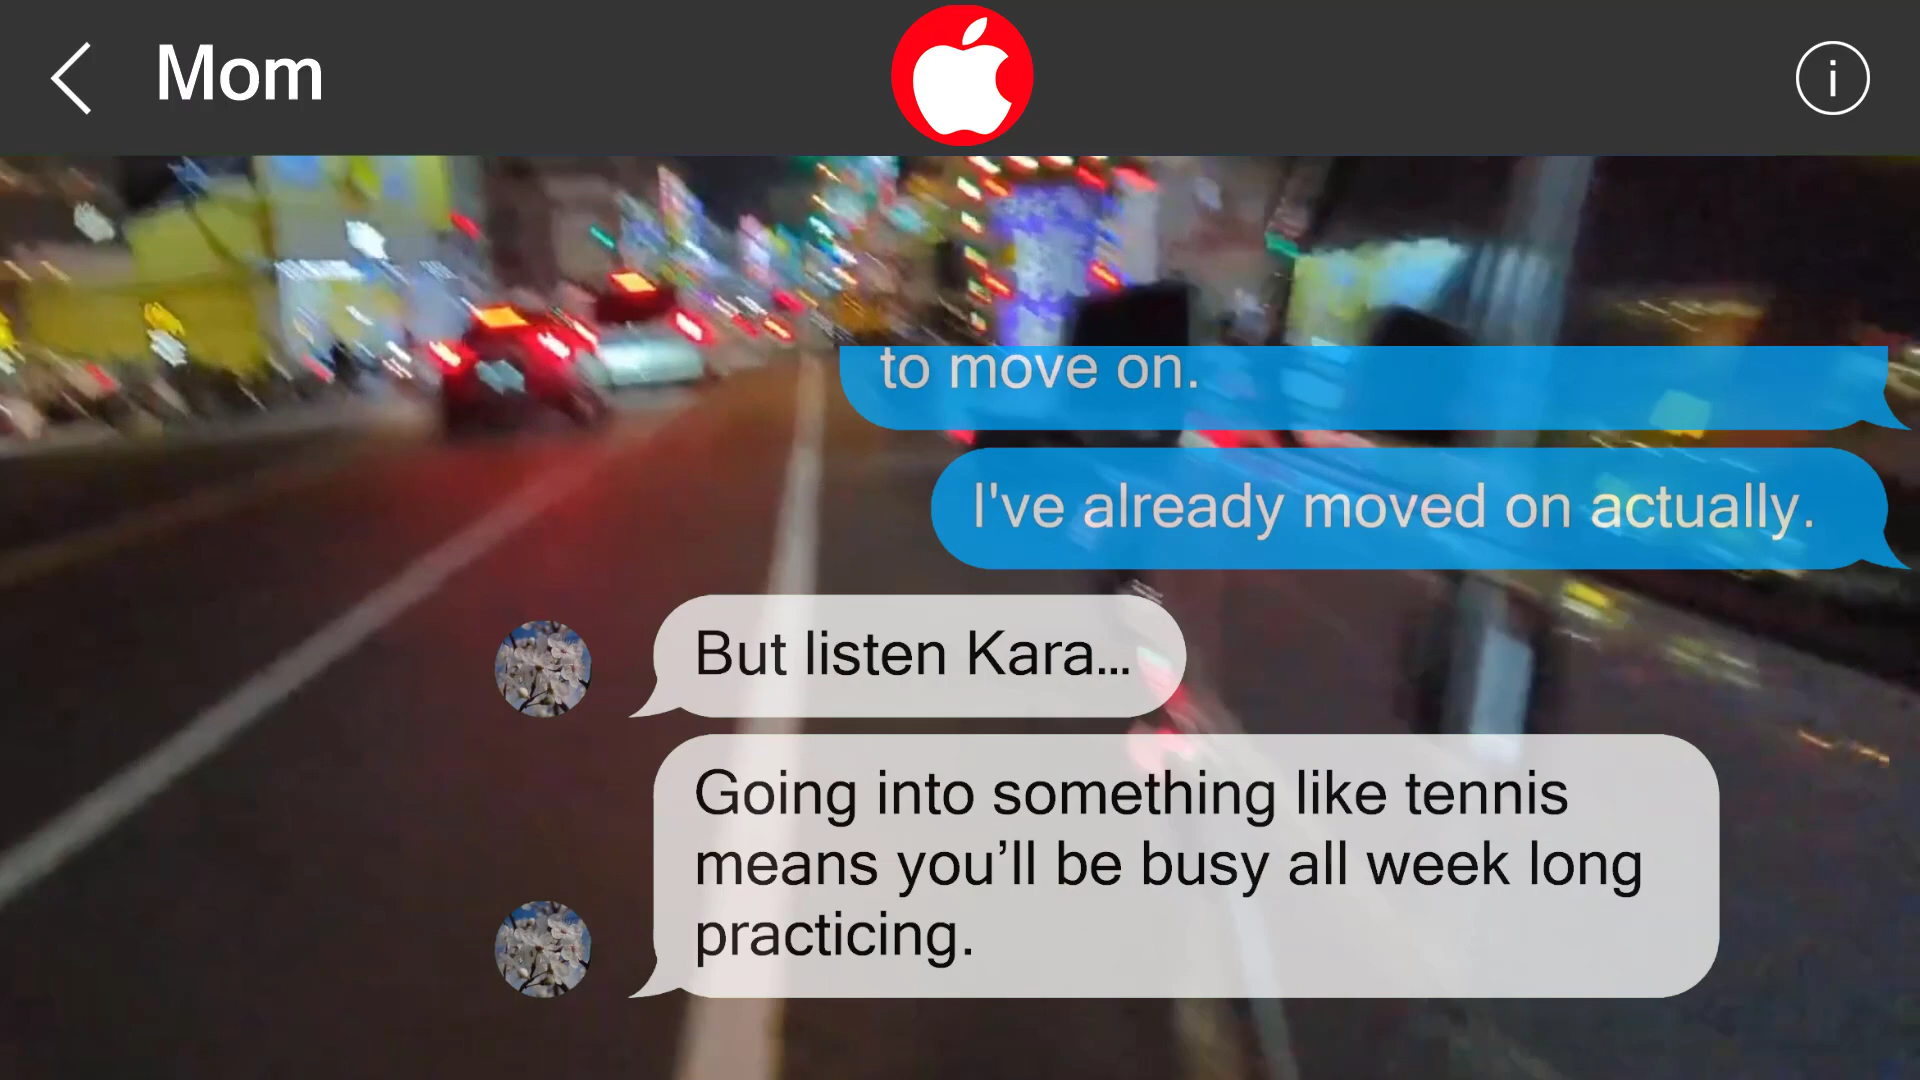 Mom
i
to move on.
I've already moved on actually.
But listen Kara...
Going into something like tennis
means you’ll be busy all week long
practicing.